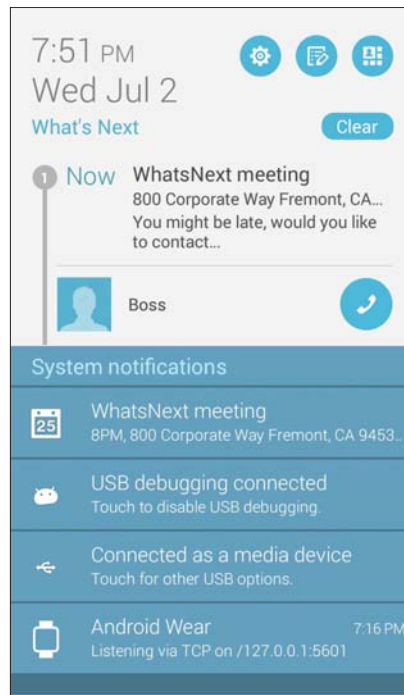 7:51 PM
Wed Jul 2
What's Next
Clear
1
Now
WhatsNext meeting
800 Corporate Way Fremont, CA...
You might be late, would you like
to contact...
Boss
System notifications
25
WhatsNext meeting
8PM, 800 Corporate Way Fremont, CA 9453..
USB debugging connected
Touch to disable USB debugging.
Connected as a media device
Touch for other USB options.
Android Wear
7:16 PM
Listening via TCP on /127.0.0.1:5601